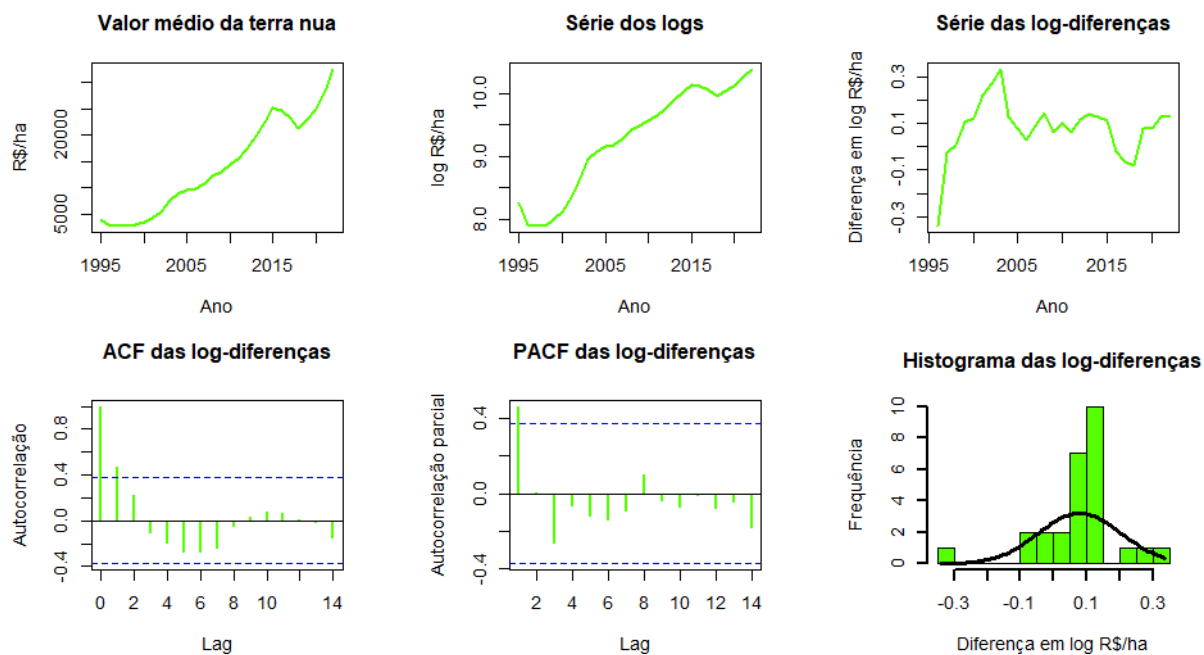 Valor médio da terra nua
R$/ha
5000
20000
1995
2005
2015
Ano
Série dos logs
log R$/ha
8.0
9.0
10.0
1995
2005
2015
Ano
Série das log-diferenças
Diferença em log R$/ha
-0.3
-0.1
0.1
0.3
1995
2005
2015
Ano
ACF das log-diferenças
Autocorrelação
-0.4
0.0
0.4
0.8
0 2 4 6 8 10 14
Lag
PACF das log-diferenças
Autocorrelação parcial
-0.4
0.0
0.4
2 4 6 8 10 12 14
Lag
Histograma das log-diferenças
Frequência
0
2
4
6
8
10
-0.3
-0.1
0.1
0.3
Diferença em log R$/ha